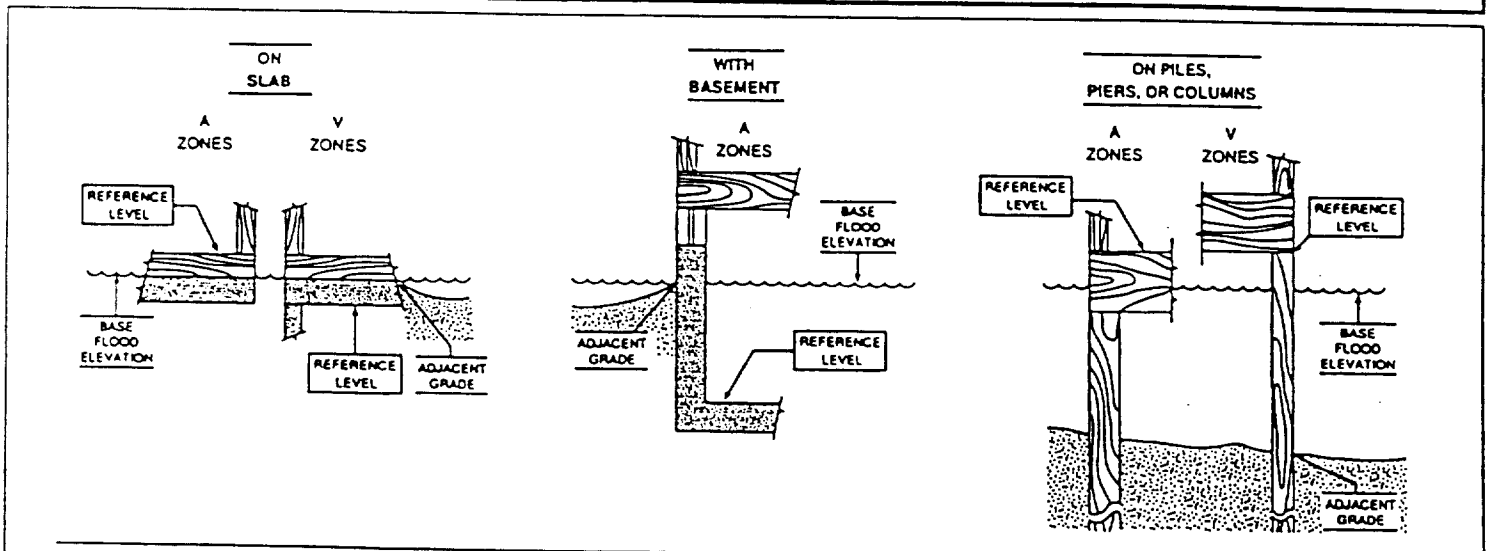 ON
SLAB
A
ZONES
V
ZONES
REFERENCE
LEVEL
BASE
FLOOD
ELEVATION
REFERENCE
LEVEL
ADJACENT
GRADE
WITH
BASEMENT
A
ZONES
BASE
FLOOD
ELEVATION
ADJACENT
GRADE
REFERENCE
LEVEL
ON PILES,
PIERS, OR COLUMNS
A
ZONES
V
ZONES
REFERENCE
LEVEL
REFERENCE
LEVEL
BASE
FLOOD
ELEVATION
ADJACENT
GRADE